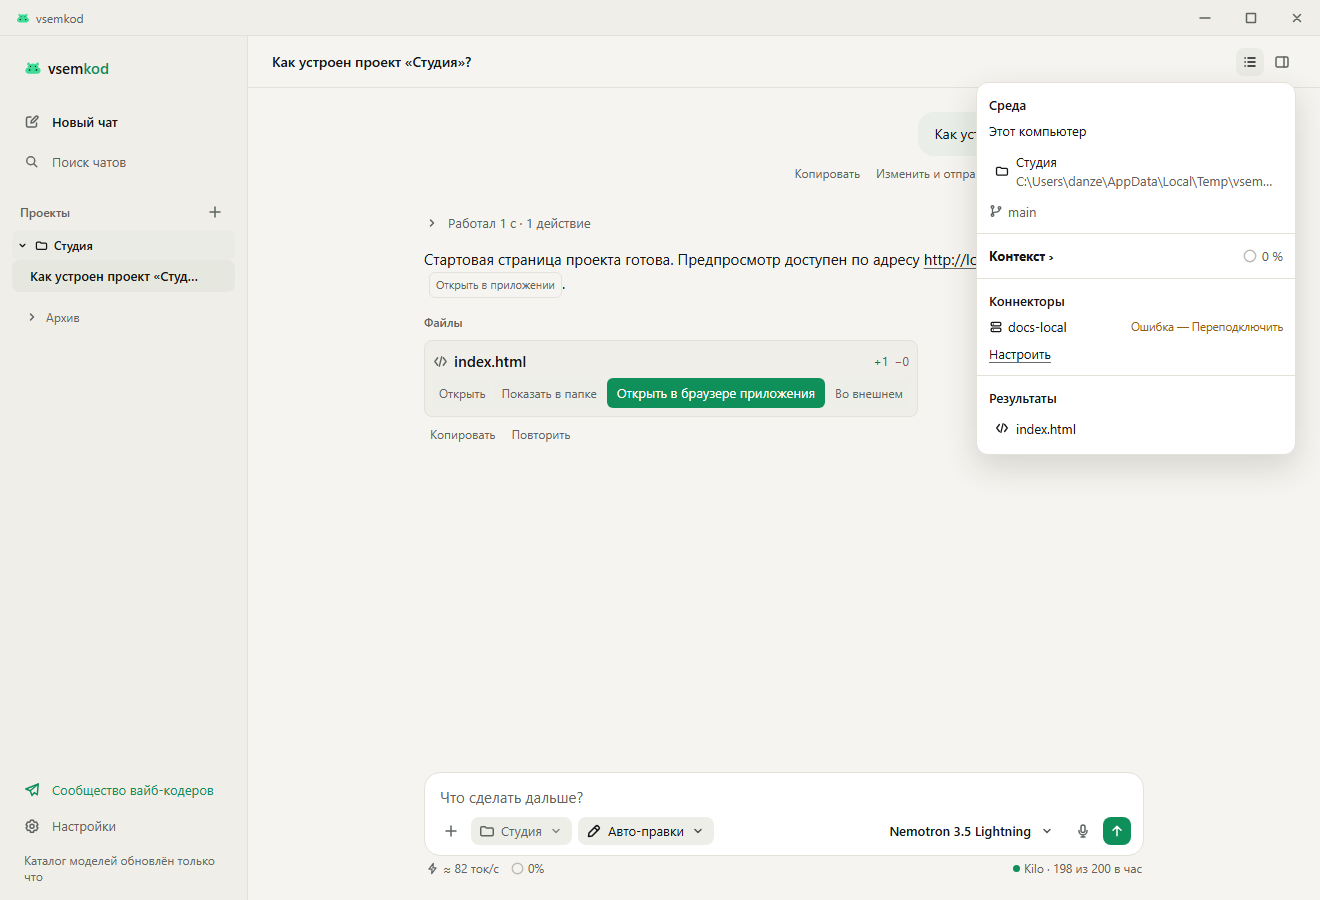 vsemkod
vsemkod
Новый чат
Поиск чатов
Проекты
Студия
Как устроен проект «Студ...
Архив
Сообщество вайб-кодеров
Настройки
Каталог моделей обновлён только
что
Как устроен проект «Студия»?
Как уст
Копировать Изменить и отпра
Работал 1 с · 1 действие
Стартовая страница проекта готова. Предпросмотр доступен по адресу http://lo
Открыть в приложении .
Файлы
index.html +1 −0
Открыть Показать в папке Открыть в браузере приложения Во внешнем
Копировать Повторить
Среда
Этот компьютер
Студия
C:\Users\danze\AppData\Local\Temp\vsem...
main
Контекст › 0 %
Коннекторы
docs-local Ошибка — Переподключить
Настроить
Результаты
index.html
Что сделать дальше?
Студия Авто-правки Nemotron 3.5 Lightning
≈ 82 ток/с 0% Kilo · 198 из 200 в час